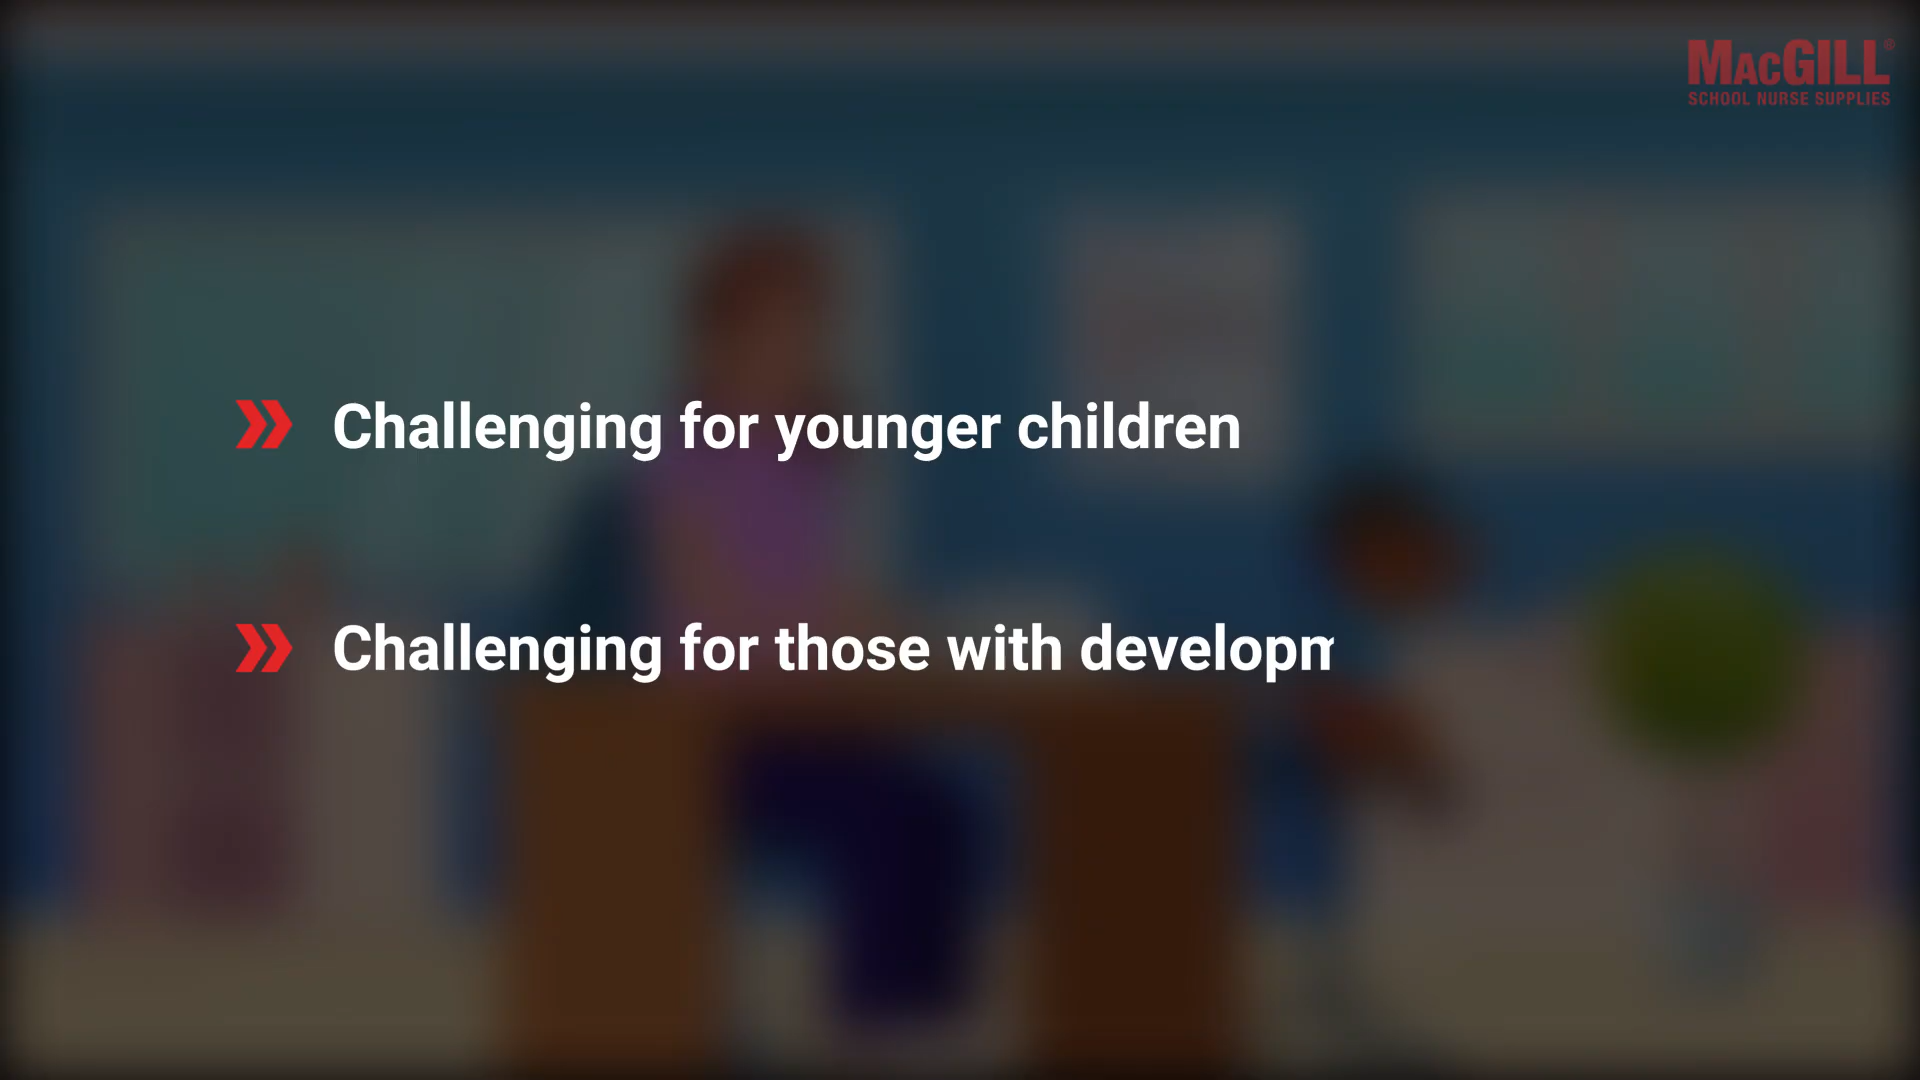 MACGILL®
SCHOOL NURSE SUPPLIES
Challenging for younger children
Challenging for those with developm